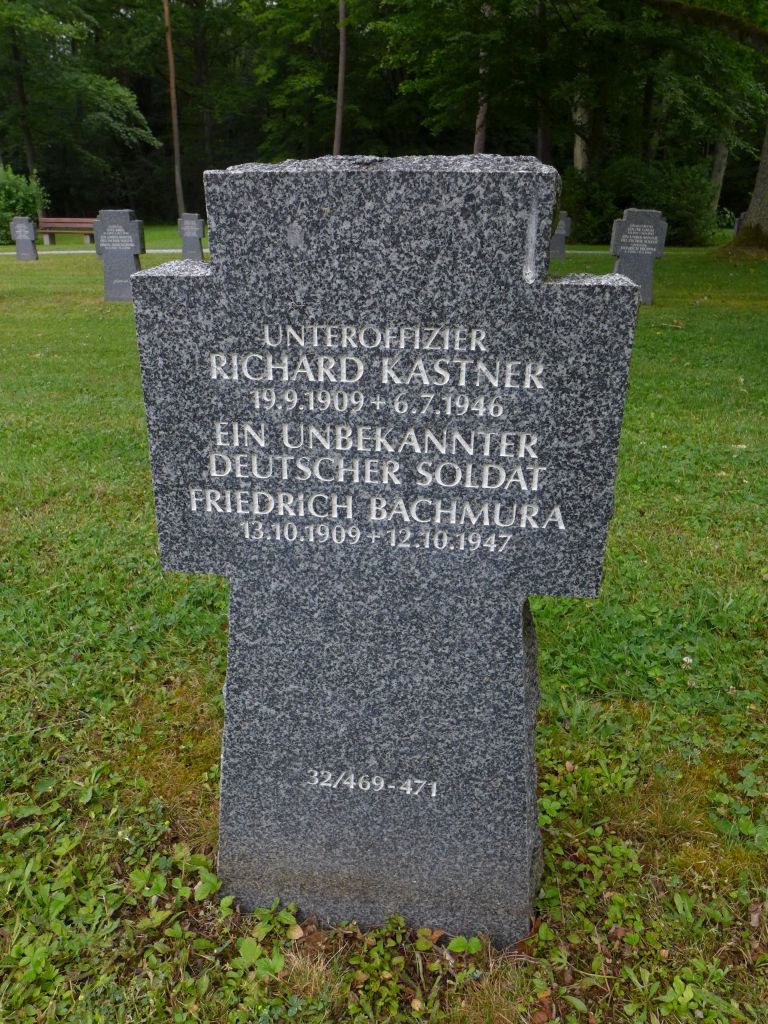 UNTEROFFIZIER
RICHARD KASTNER
19.9.1909 + 6.7.1946
EIN UNBEKANNTER
DEUTSCHER SOLDAT
FRIEDRICH BACHMURA
13.10.1909 + 12.10.1947
32/469-471